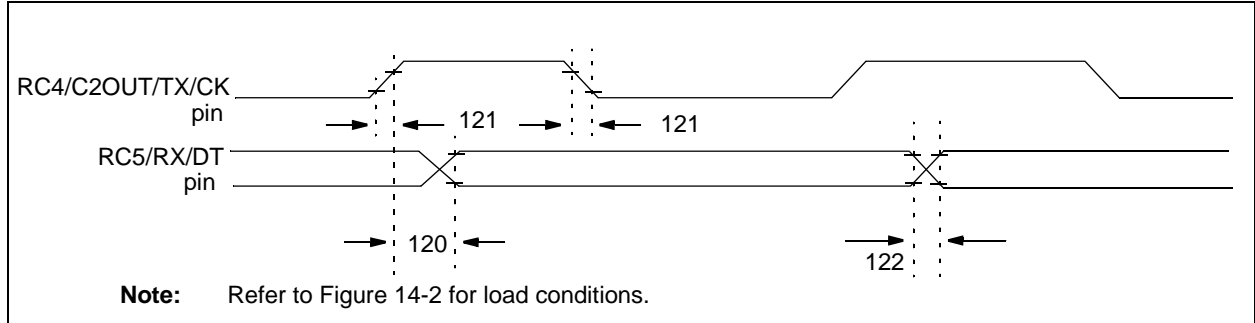 RC4/C2OUT/TX/CK
pin
121
121
RC5/RX/DT
pin
120
122
Note: Refer to Figure 14-2 for load conditions.